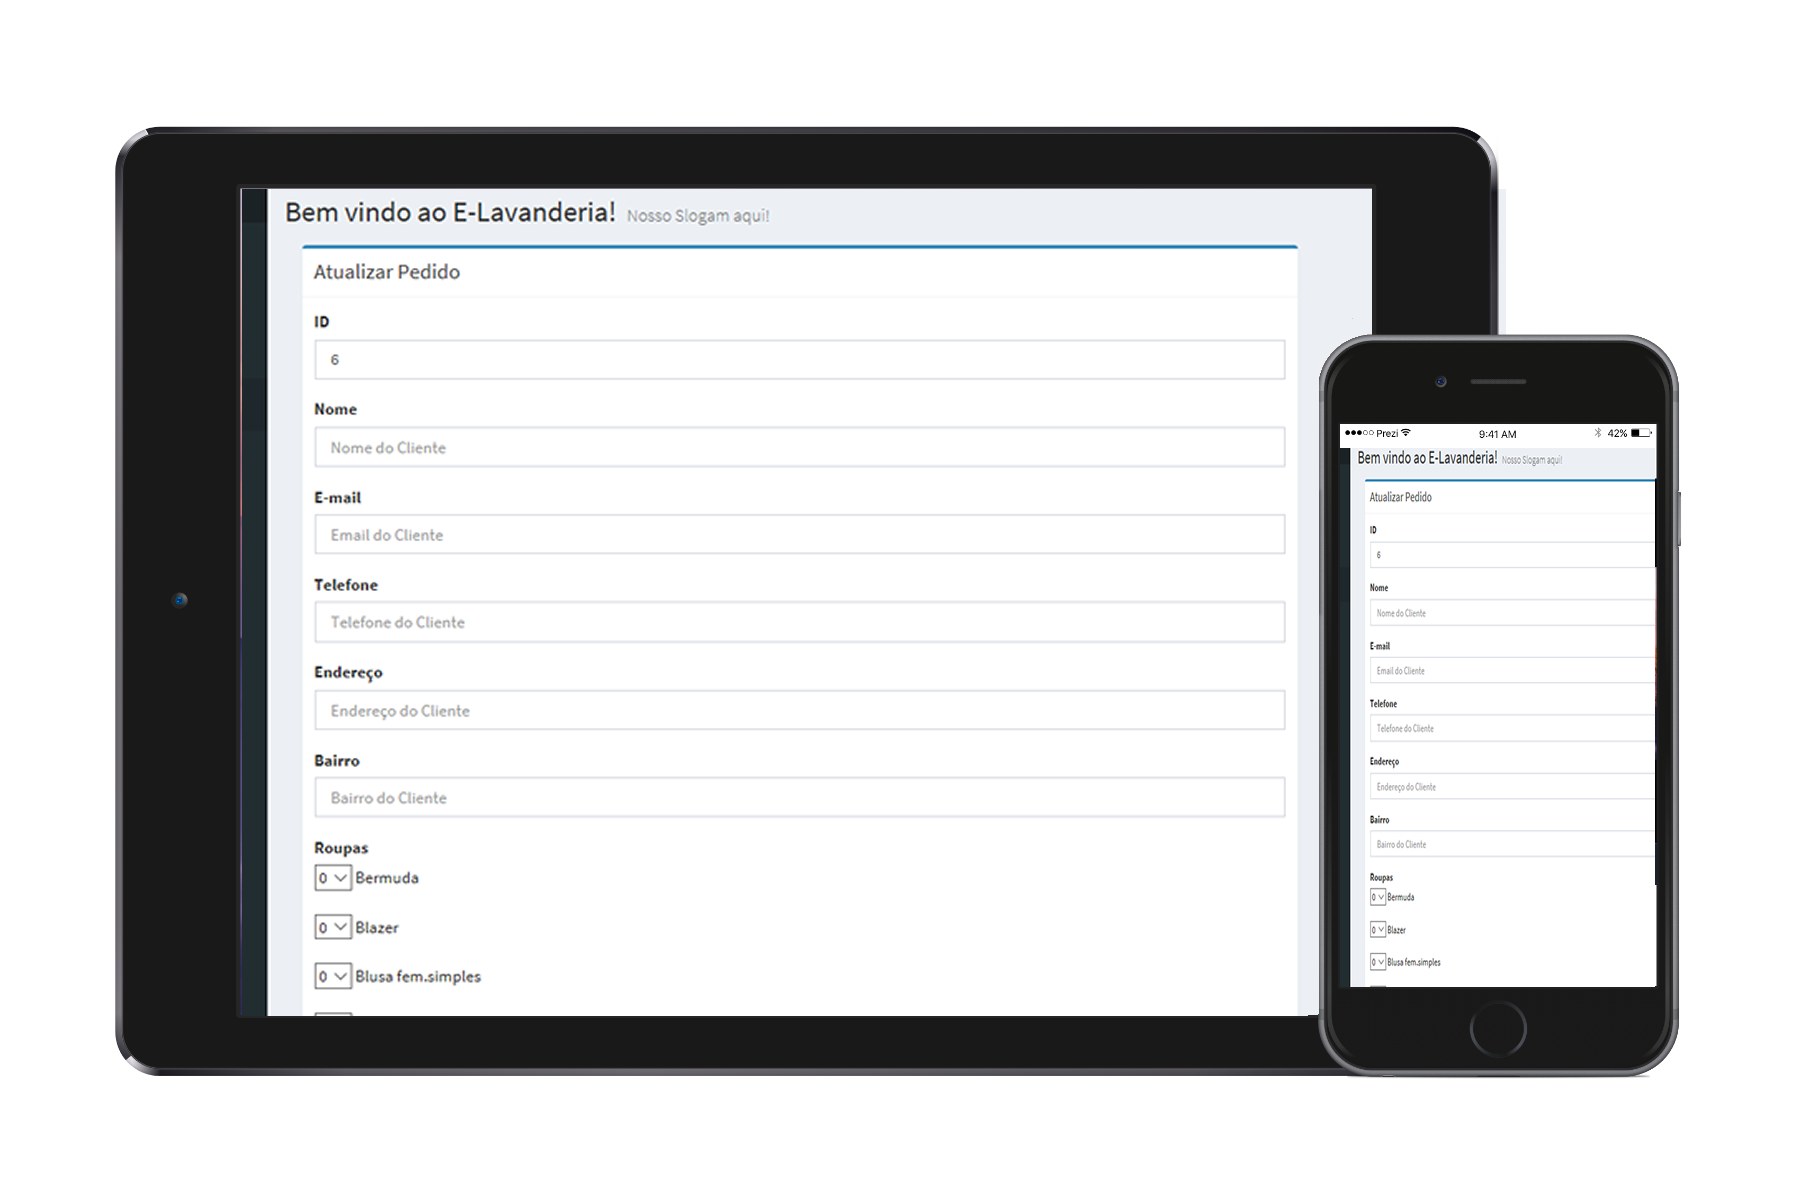 Bem vindo ao E-Lavanderia! Nosso Slogam aqui!
Atualizar Pedido
ID
6
Nome
Nome do Cliente
E-mail
Email do Cliente
Telefone
Telefone do Cliente
Endereço
Endereço do Cliente
Bairro
Bairro do Cliente
Roupas
0 Bermuda
0 Blazer
0 Blusa fem.simples
Prezi 9:41 AM 42%
Bem vindo ao E-Lavanderia! Nosso Slogam aqui!
Atualizar Pedido
ID
6
Nome
Nome do Cliente
E-mail
Email do Cliente
Telefone
Telefone do Cliente
Endereço
Endereço do Cliente
Bairro
Bairro do Cliente
Roupas
0 Bermuda
0 Blazer
0 Blusa fem.simples